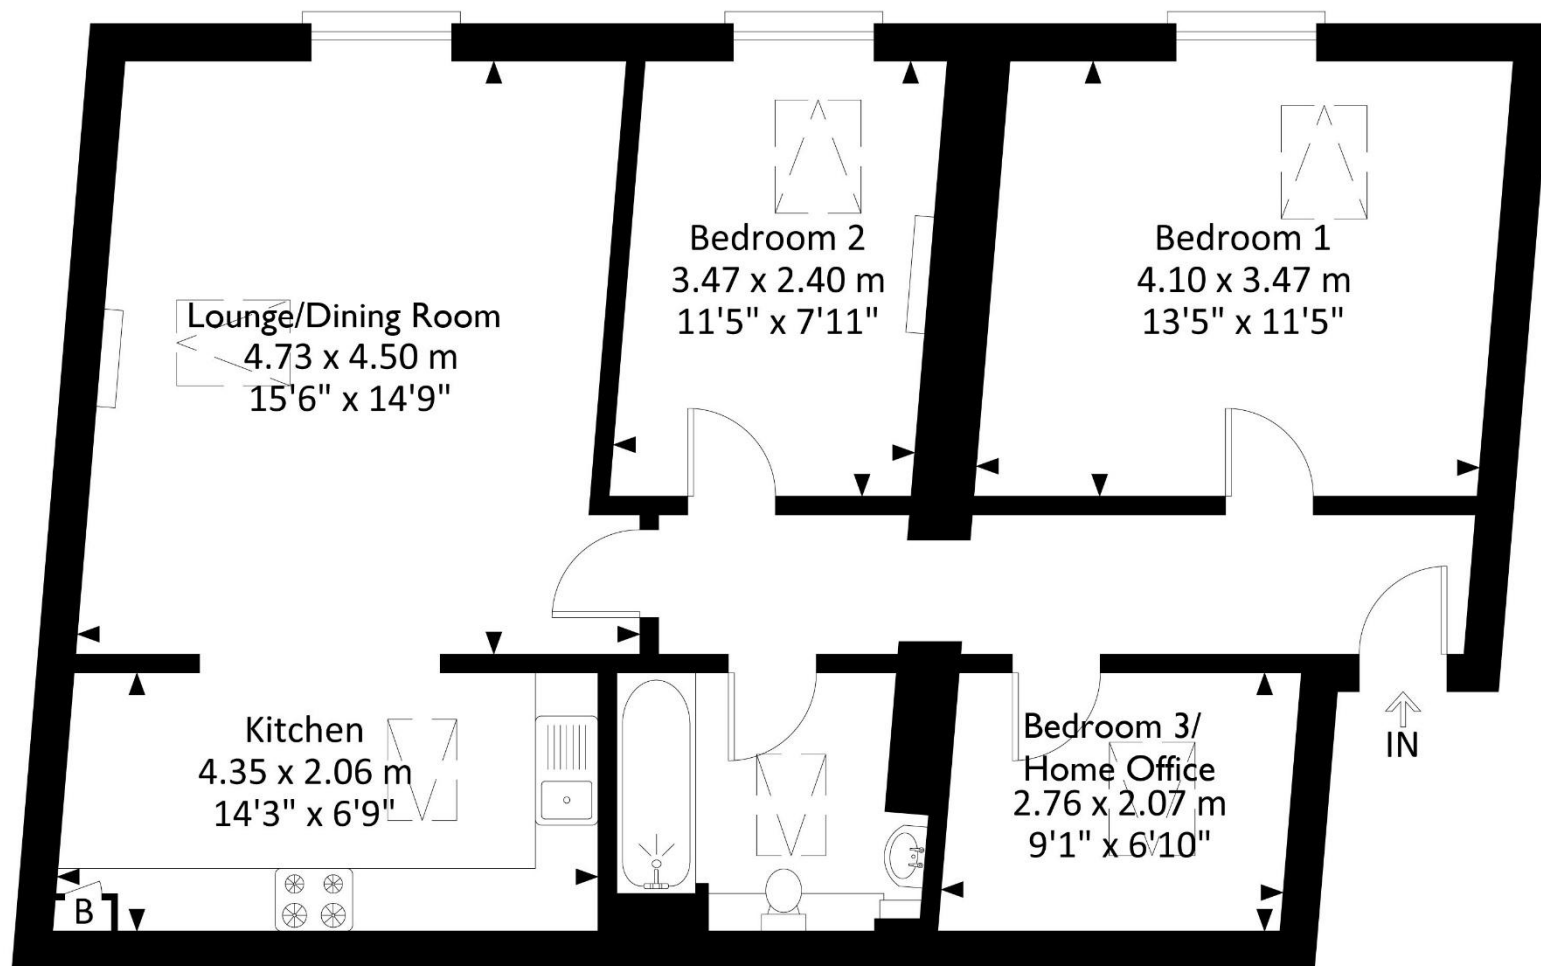 Bedroom 2
3.47 x 2.40 m
11'5" x 7'11"
Bedroom 1
4.10 x 3.47 m
13'5" x 11'5"
Lounge/Dining Room
4.73 x 4.50 m
15'6" x 14'9"
Kitchen
4.35 x 2.06 m
14'3" x 6'9"
B
Bedroom 3/
Home Office
2.76 x 2.07 m
9'1" x 6'10"
IN